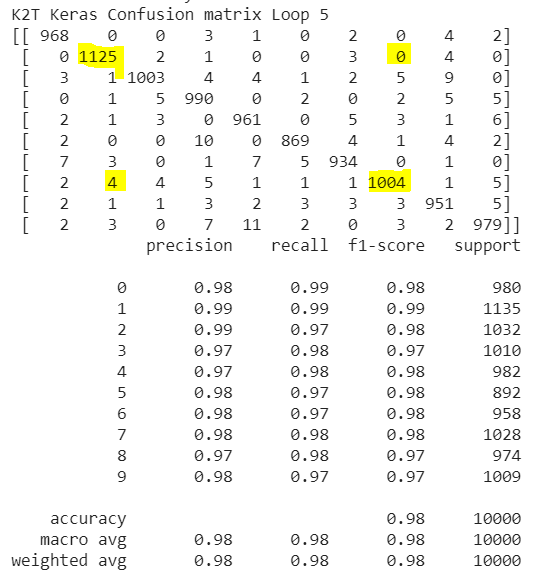 K2T Keras Confusion matrix Loop 5
[[ 968 0 0 3 1 0 2 0 4 2]
[ 0 1125 2 1 0 0 3 0 4 0]
[ 3 1 1003 4 4 1 2 5 9 0]
[ 0 1 5 990 0 2 0 2 5 5]
[ 2 1 3 0 961 0 5 3 1 6]
[ 2 0 0 10 0 869 4 1 4 2]
[ 7 3 0 1 7 5 934 0 1 0]
[ 2 4 4 5 1 1 1 1004 1 5]
[ 2 1 1 3 2 3 3 3 951 5]
[ 2 3 0 7 11 2 0 3 2 979]]
precision recall f1-score support
0 0.98 0.99 0.98 980
1 0.99 0.99 0.99 1135
2 0.99 0.97 0.98 1032
3 0.97 0.98 0.97 1010
4 0.97 0.98 0.98 982
5 0.98 0.97 0.98 892
6 0.98 0.97 0.98 958
7 0.98 0.98 0.98 1028
8 0.97 0.98 0.97 974
9 0.98 0.97 0.97 1009
accuracy 0.98 10000
macro avg 0.98 0.98 0.98 10000
weighted avg 0.98 0.98 0.98 10000